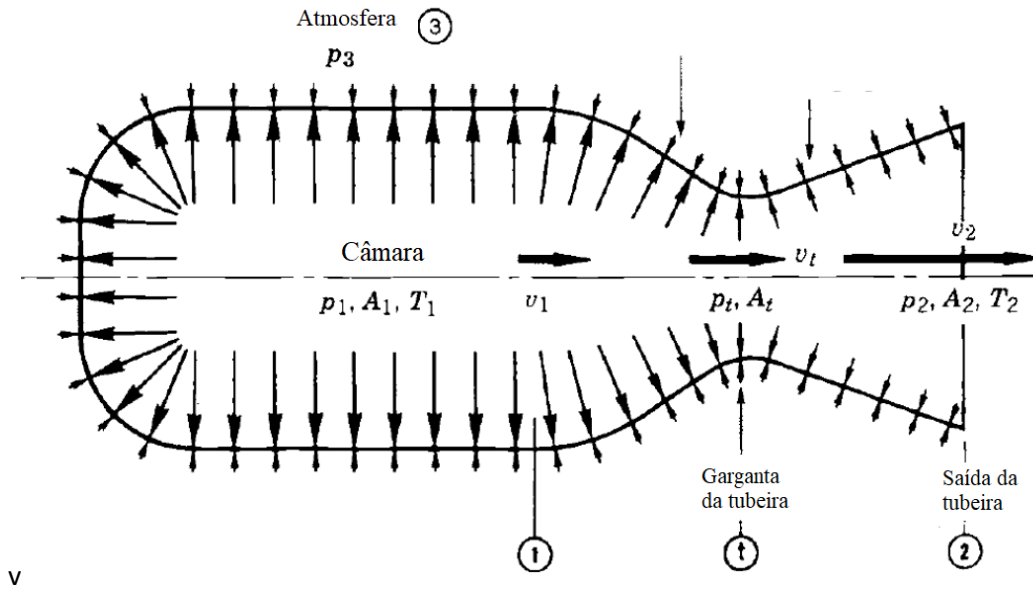 Atmosfera ③
p₃
v₂
Câmara
vₜ
p₁, A₁, T₁
v₁
pₜ, Aₜ
p₂, A₂, T₂
Garganta
da tubeira
Saída da
tubeira
① ⓣ ②
v